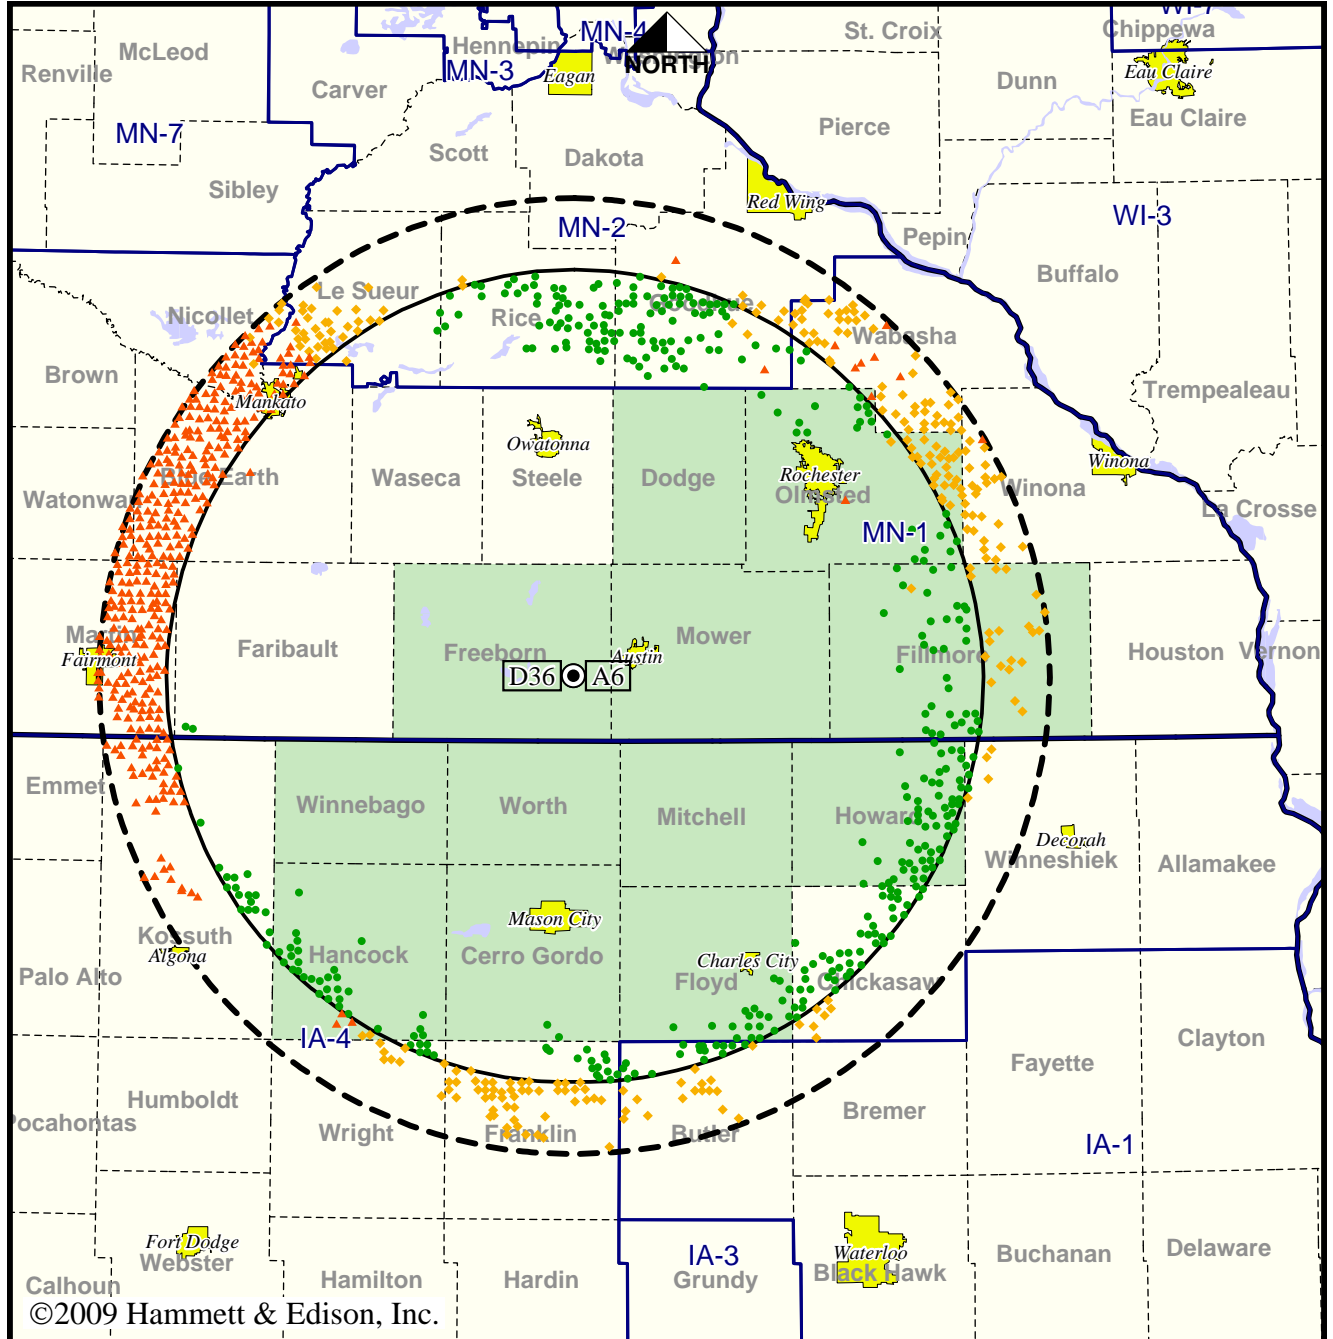 WI-7
Chippewa
St. Croix
MN-4
Hennepin
McLeod
NORTH
MN-3
Renville
Eagan
Eau Claire
Dunn
Carver
Eau Claire
Pierce
MN-7
Scott
Dakota
Sibley
Red Wing
WI-3
MN-2
Pepin
Buffalo
Le Sueur
Goodhue
Nicollet
Rice
Wabasha
Brown
Trempealeau
Mankato
Owatonna
Winona
Blue Earth
Waseca
Steele
Dodge
Rochester
Olmsted
Winona
Watonwan
La Crosse
MN-1
Martin
Mower
Faribault
Freeborn
Austin
Fillmore
Houston
Vernon
Fairmont
D36
A6
Emmet
Winnebago
Worth
Mitchell
Howard
Decorah
Winneshiek
Allamakee
Mason City
Kossuth
Algona
Hancock
Cerro Gordo
Charles City
Palo Alto
Floyd
Chickasaw
IA-4
Clayton
Fayette
Humboldt
Bremer
Pocahontas
Wright
Franklin
Butler
IA-1
Fort Dodge
Webster
IA-3
Waterloo
Buchanan
Delaware
Black Hawk
Calhoun
Hamilton
Hardin
Grundy
©2009 Hammett & Edison, Inc.